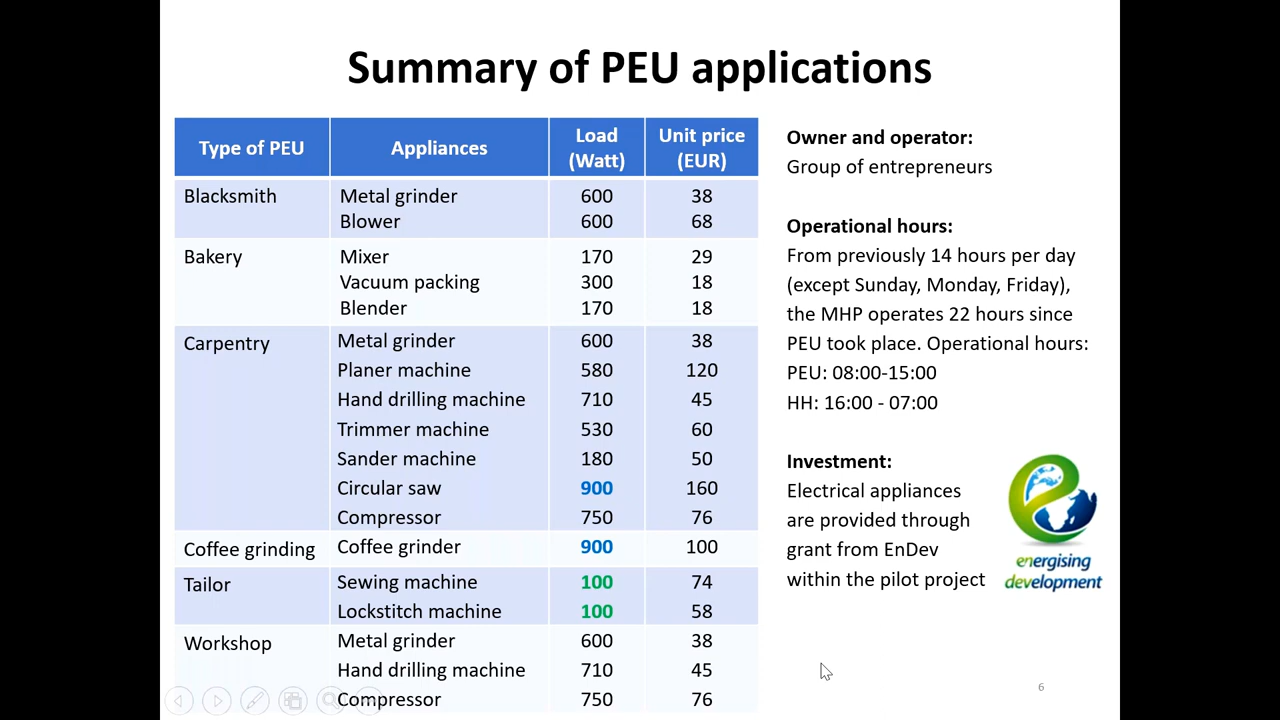 Summary of PEU applications
Type of PEU Appliances Load (Watt) Unit price (EUR)
Blacksmith Metal grinder 600 38
Blower 600 68
Bakery Mixer 170 29
Vacuum packing 300 18
Blender 170 18
Carpentry Metal grinder 600 38
Planer machine 580 120
Hand drilling machine 710 45
Trimmer machine 530 60
Sander machine 180 50
Circular saw 900 160
Compressor 750 76
Coffee grinding Coffee grinder 900 100
Tailor Sewing machine 100 74
Lockstitch machine 100 58
Workshop Metal grinder 600 38
Hand drilling machine 710 45
Compressor 750 76
Owner and operator:
Group of entrepreneurs
Operational hours:
From previously 14 hours per day
(except Sunday, Monday, Friday),
the MHP operates 22 hours since
PEU took place. Operational hours:
PEU: 08:00-15:00
HH: 16:00 - 07:00
Investment:
Electrical appliances
are provided through
grant from EnDev
within the pilot project
energising
development
6